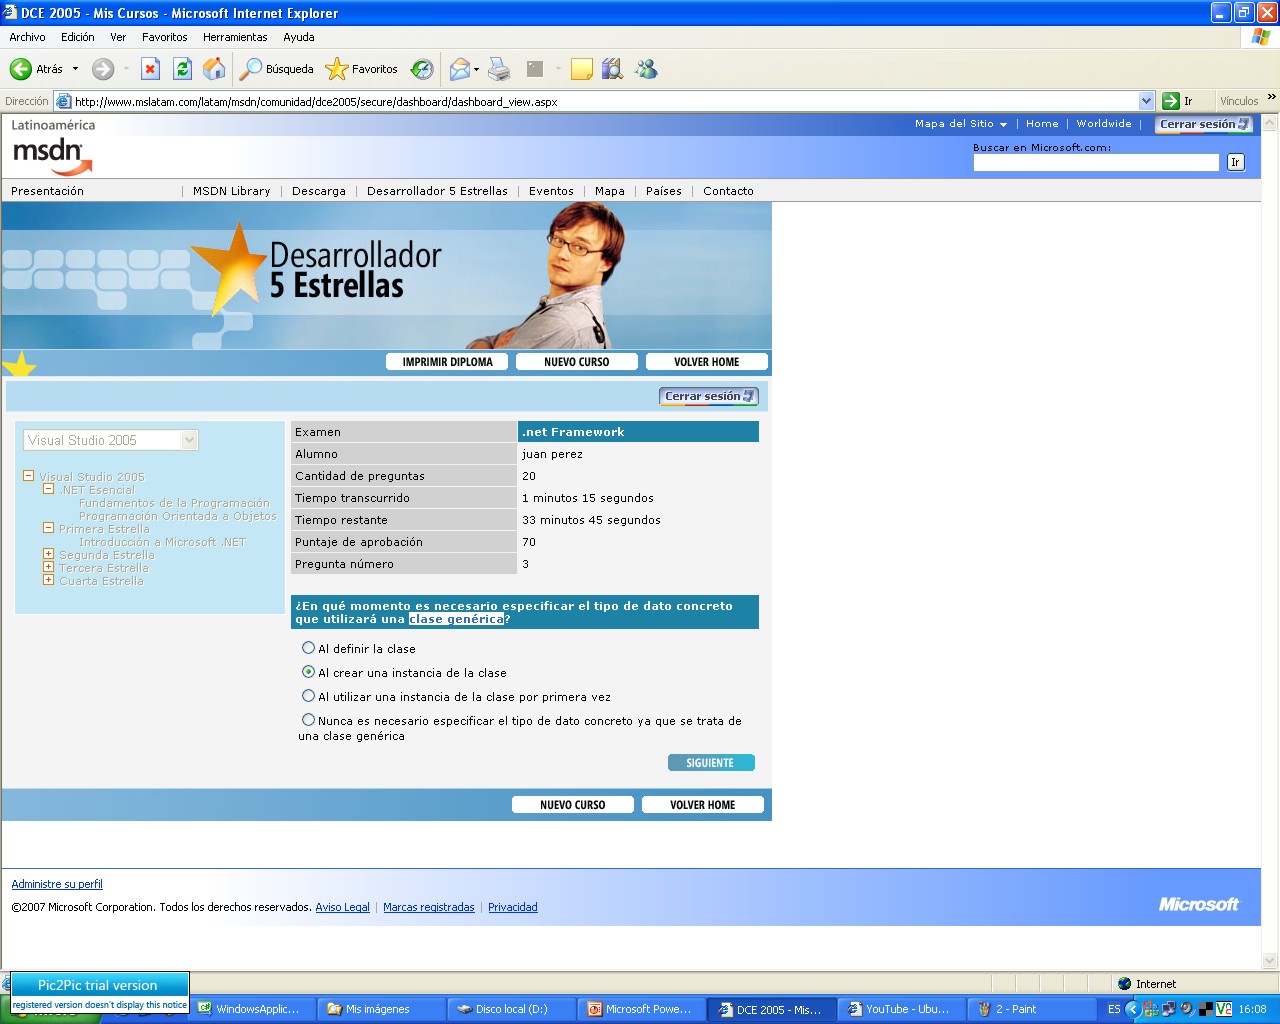 DCE 2005 - Mis Cursos - Microsoft Internet Explorer
Archivo Edición Ver Favoritos Herramientas Ayuda
Atrás Búsqueda Favoritos
Dirección http://www.mslatam.com/latam/msdn/comunidad/dce2005/secure/dashboard/dashboard_view.aspx Ir Vínculos »
Latinoamérica Mapa del Sitio | Home | Worldwide | Cerrar sesión
msdn
Buscar en Microsoft.com:
Ir
Presentación | MSDN Library | Descarga | Desarrollador 5 Estrellas | Eventos | Mapa | Países | Contacto
Desarrollador
5 Estrellas
IMPRIMIR DIPLOMA NUEVO CURSO VOLVER HOME
Cerrar sesión
Visual Studio 2005
Visual Studio 2005
.NET Esencial
Fundamentos de la Programación
Programación Orientada a Objetos
Primera Estrella
Introducción a Microsoft .NET
Segunda Estrella
Tercera Estrella
Cuarta Estrella
Examen .net Framework
Alumno juan perez
Cantidad de preguntas 20
Tiempo transcurrido 1 minutos 15 segundos
Tiempo restante 33 minutos 45 segundos
Puntaje de aprobación 70
Pregunta número 3
¿En qué momento es necesario especificar el tipo de dato concreto
que utilizará una clase genérica?
Al definir la clase
Al crear una instancia de la clase
Al utilizar una instancia de la clase por primera vez
Nunca es necesario especificar el tipo de dato concreto ya que se trata de
una clase genérica
SIGUIENTE
NUEVO CURSO VOLVER HOME
Administre su perfil
©2007 Microsoft Corporation. Todos los derechos reservados. Aviso Legal | Marcas registradas | Privacidad
Microsoft
Pic2Pic trial version
registered version doesn't display this notice
Internet
WindowsApplic... Mis imágenes Disco local (D:) Microsoft Powe... DCE 2005 - Mis... YouTube - Ubu... 2 - Paint ES 16:08